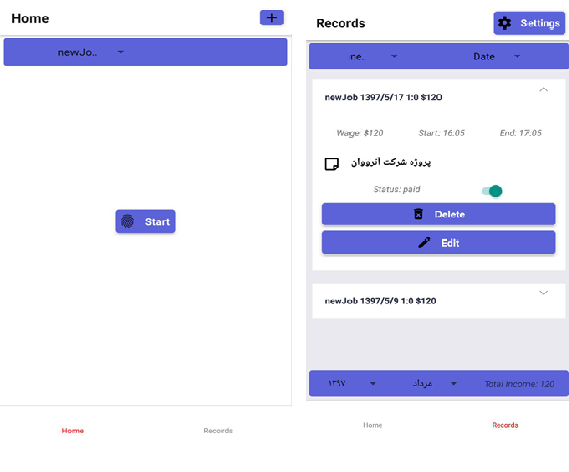 Home
+
newJo..
Start
Home Records
Records
Settings
ne. Date
newJob 1397/5/17 1:0 $120
Wage: $120 Start: 16:05 End: 17:05
پروژه شرکت انرووان
Status: paid
Delete
Edit
newJob 1397/5/9 1:0 $120
۱۳۹۷ مرداد Total Income: 120
Home Records